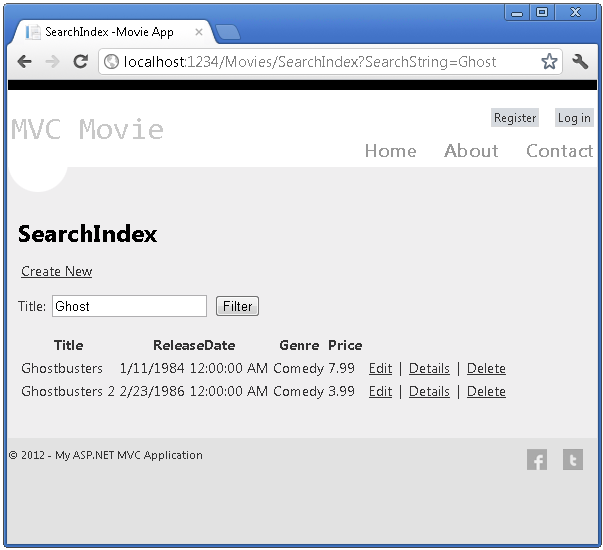 SearchIndex -Movie App
localhost:1234/Movies/SearchIndex?SearchString=Ghost
Register Log in
MVC Movie
Home About Contact
SearchIndex
Create New
Title: Ghost Filter
Title ReleaseDate Genre Price
Ghostbusters 1/11/1984 12:00:00 AM Comedy 7.99 Edit | Details | Delete
Ghostbusters 2 2/23/1986 12:00:00 AM Comedy 3.99 Edit | Details | Delete
© 2012 - My ASP.NET MVC Application